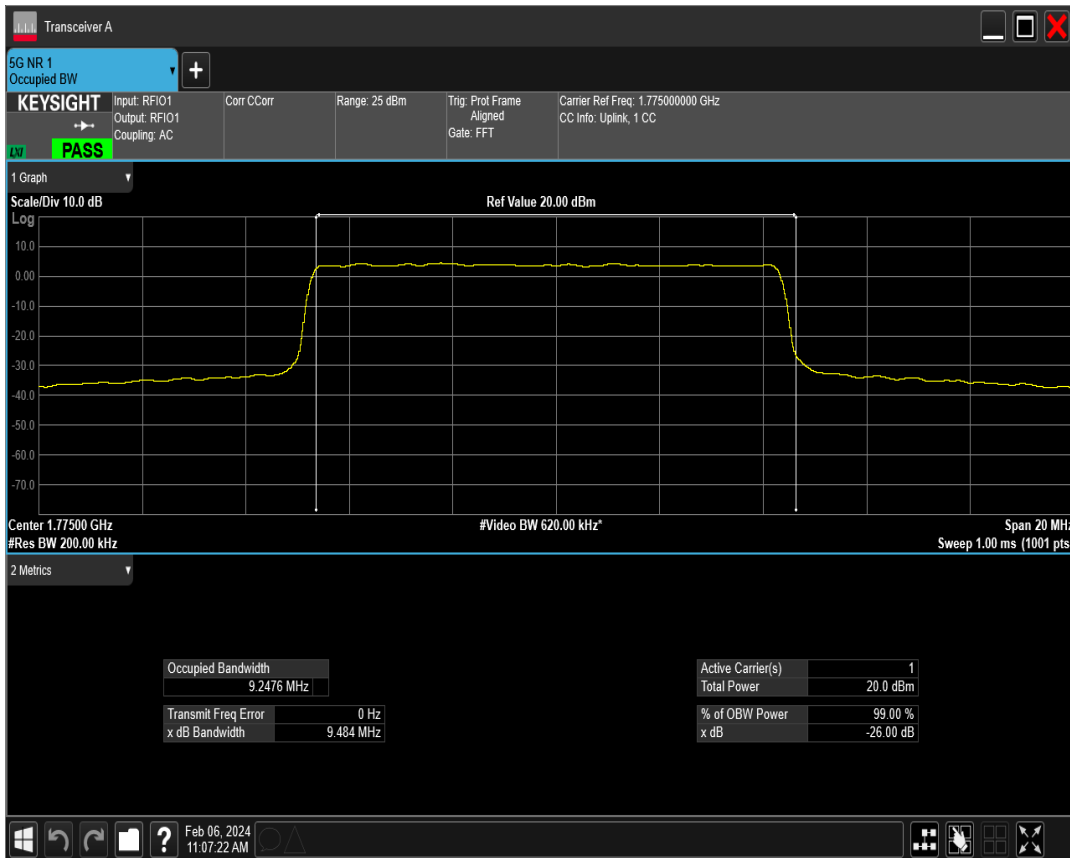 Transceiver A
5G NR 1
Occupied BW
+
KEYSIGHT
LXI
PASS
Input: RFIO1
Output: RFIO1
Coupling: AC
Corr CCorr
Range: 25 dBm
Trig: Prot Frame
Aligned
Gate: FFT
Carrier Ref Freq: 1.775000000 GHz
CC Info: Uplink, 1 CC
1 Graph
Scale/Div 10.0 dB
Ref Value 20.00 dBm
Log
10.0
0.00
-10.0
-20.0
-30.0
-40.0
-50.0
-60.0
-70.0
Center 1.77500 GHz
#Video BW 620.00 kHz*
Span 20 MHz
#Res BW 200.00 kHz
Sweep 1.00 ms (1001 pts
2 Metrics
Occupied Bandwidth
9.2476 MHz
Transmit Freq Error 0 Hz
x dB Bandwidth 9.484 MHz
Active Carrier(s) 1
Total Power 20.0 dBm
% of OBW Power 99.00 %
x dB -26.00 dB
?
Feb 06, 2024
11:07:22 AM